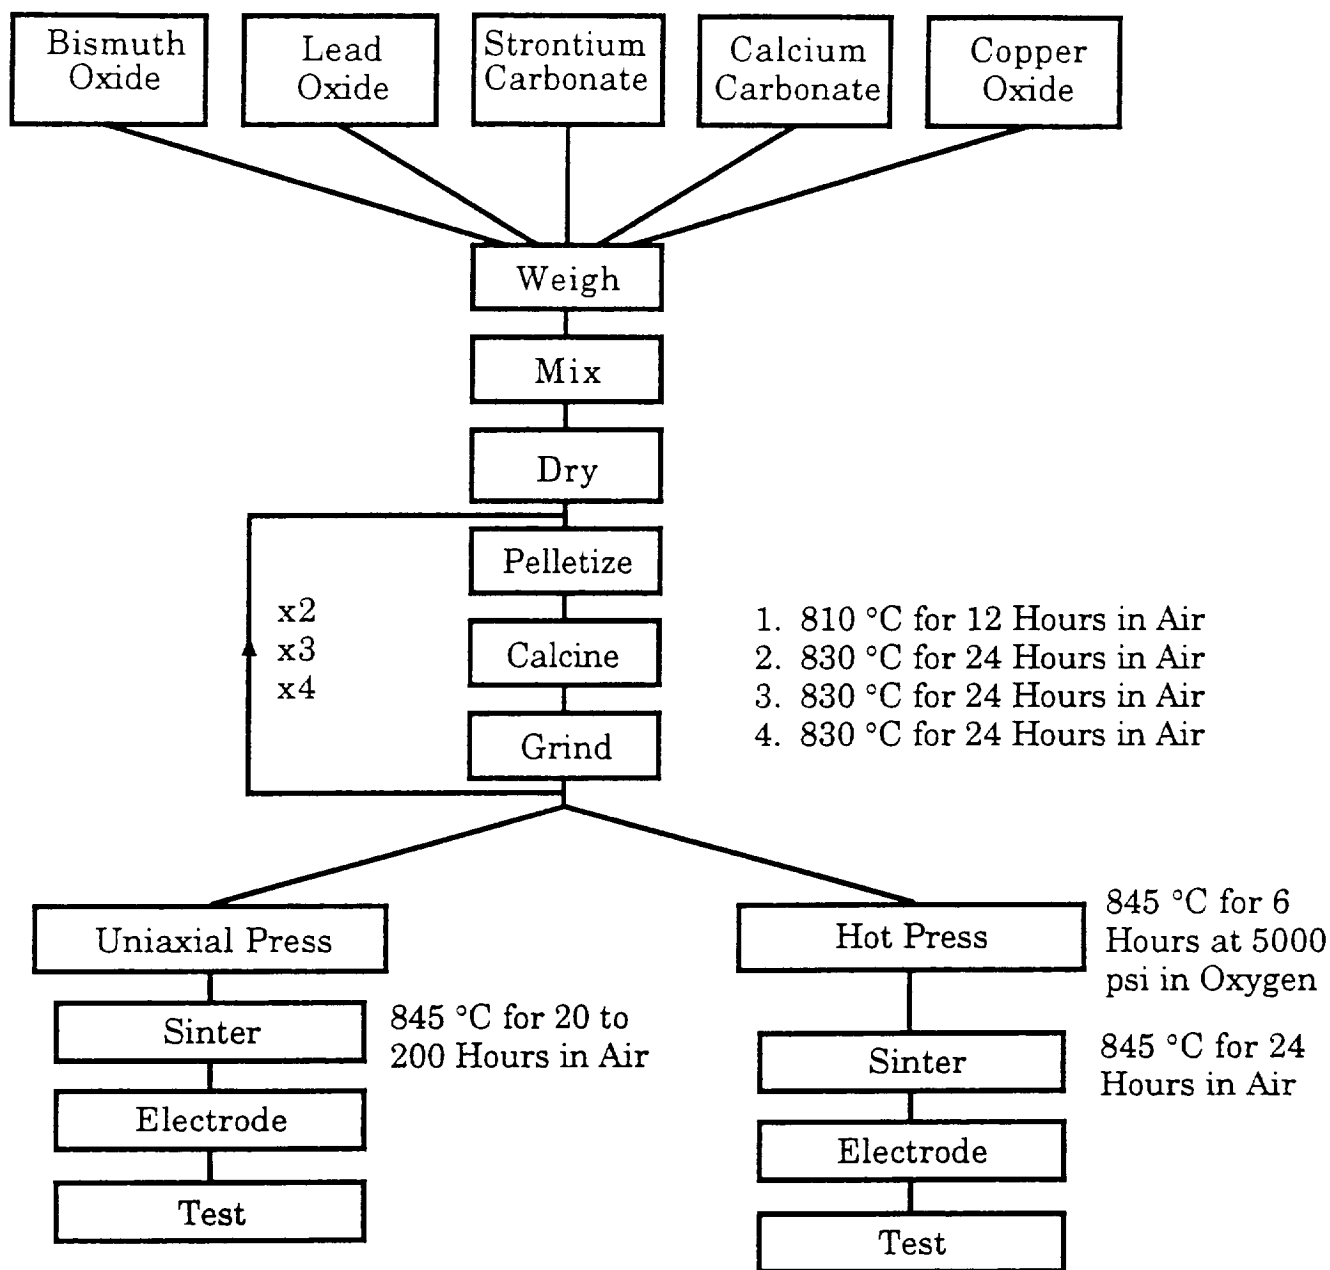 Bismuth
Oxide
Lead
Oxide
Strontium
Carbonate
Calcium
Carbonate
Copper
Oxide
Weigh
Mix
Dry
Pelletize
x2
x3
x4
Calcine
Grind
1. 810 °C for 12 Hours in Air
2. 830 °C for 24 Hours in Air
3. 830 °C for 24 Hours in Air
4. 830 °C for 24 Hours in Air
Uniaxial Press
Sinter
845 °C for 20 to
200 Hours in Air
Electrode
Test
Hot Press
845 °C for 6
Hours at 5000
psi in Oxygen
Sinter
845 °C for 24
Hours in Air
Electrode
Test